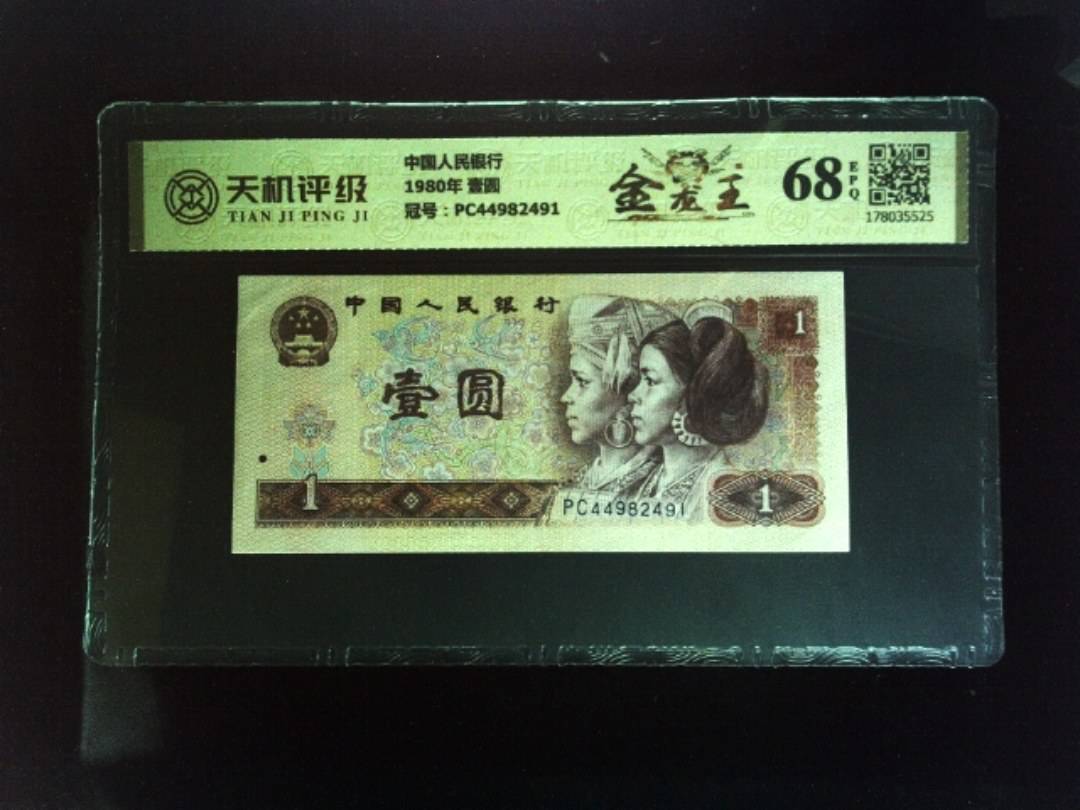 天机评级
TIAN JI PING JI
中国人民银行
1980年 壹圆
冠号：PC44982491
金龙王
68
EPQ
178035525
中国人民银行
1
壹圆
1
PC44982491
1